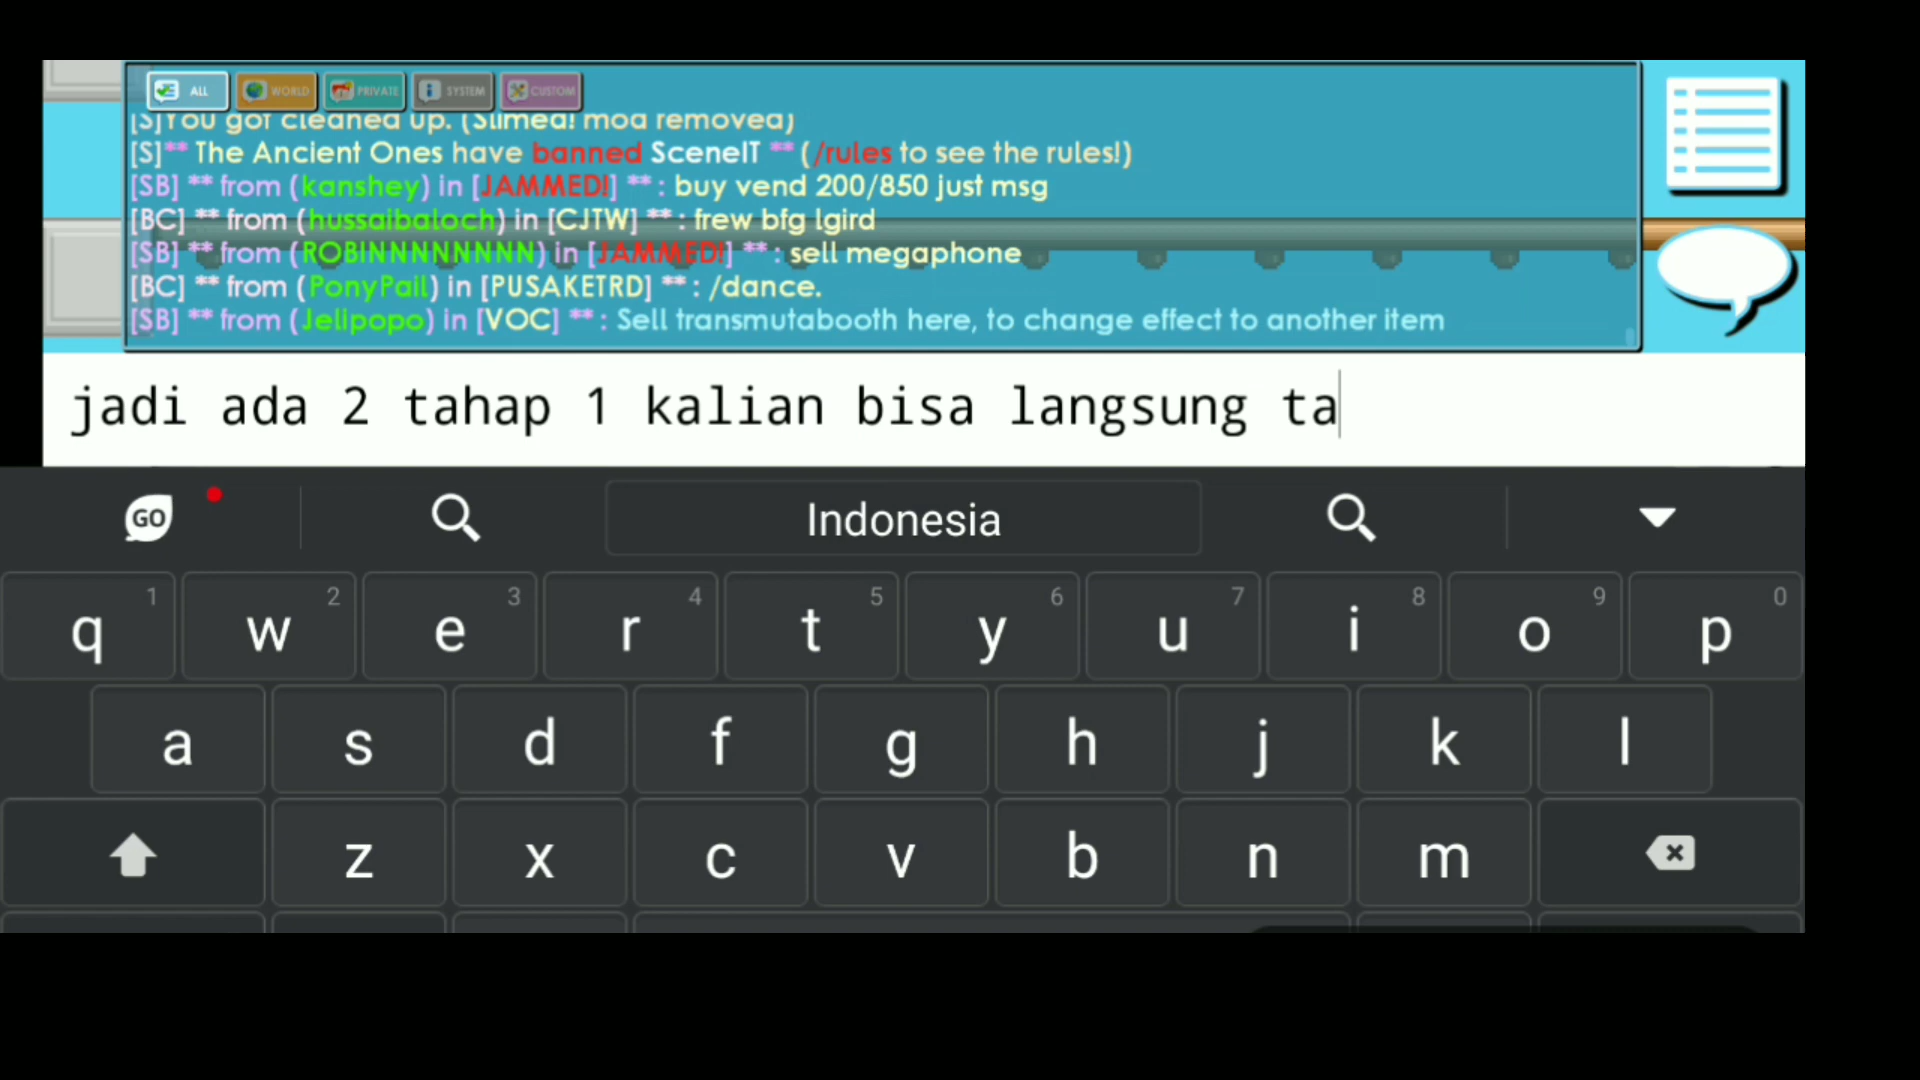 ALL WORLD PRIVATE SYSTEM CUSTOM
[S]You got cleaned up. (Slimed! mod removed)
[S]** The Ancient Ones have banned SceneIT ** (/rules to see the rules!)
[SB] ** from (kanshey) in [JAMMED!] ** : buy vend 200/850 just msg
[BC] ** from (hussaibaloch) in [CJTW] ** : frew bfg lgird
[SB] ** from (ROBINNNNNNNN) in [JAMMED!] ** : sell megaphone
[BC] ** from (PonyPail) in [PUSAKETRD] ** : /dance.
[SB] ** from (Jelipopo) in [VOC] ** : Sell transmutabooth here, to change effect to another item
jadi ada 2 tahap 1 kalian bisa langsung ta
GO Indonesia
1 2 3 4 5 6 7 8 9 0
q w e r t y u i o p
a s d f g h j k l
z x c v b n m